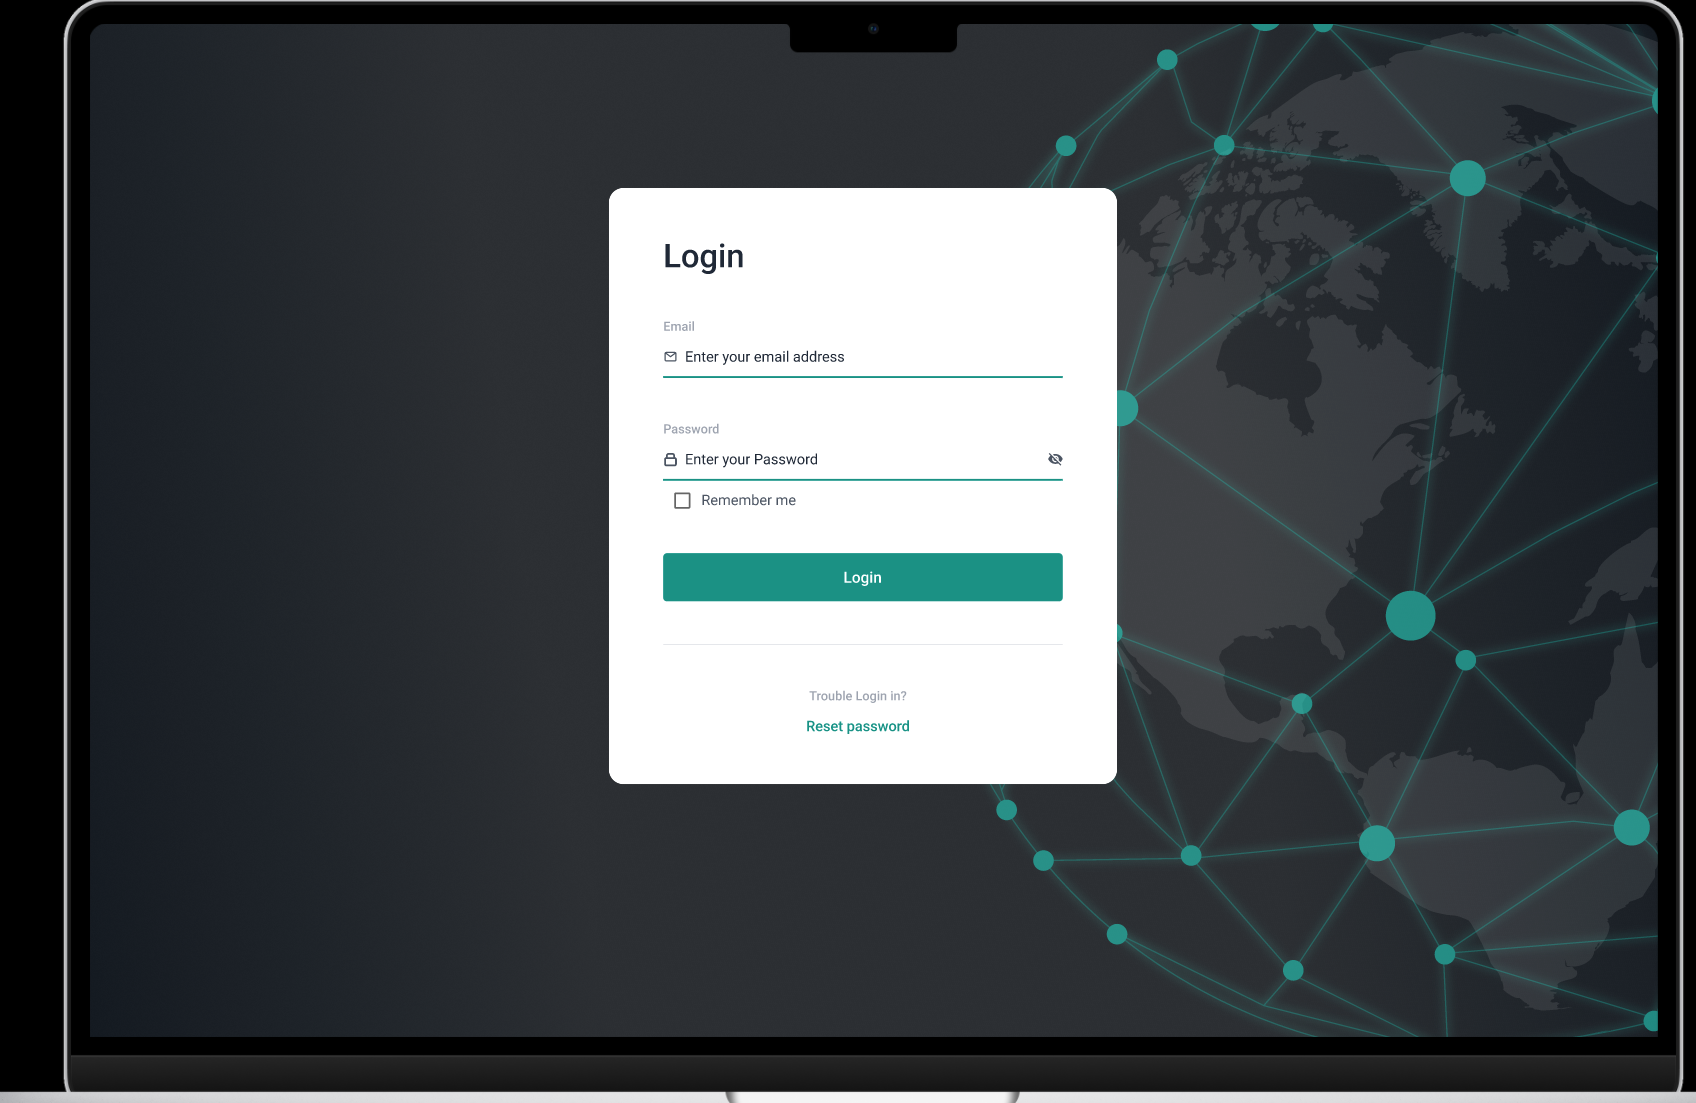 Login
Email
Enter your email address
Password
Enter your Password
Remember me
Login
Trouble Login in?
Reset password